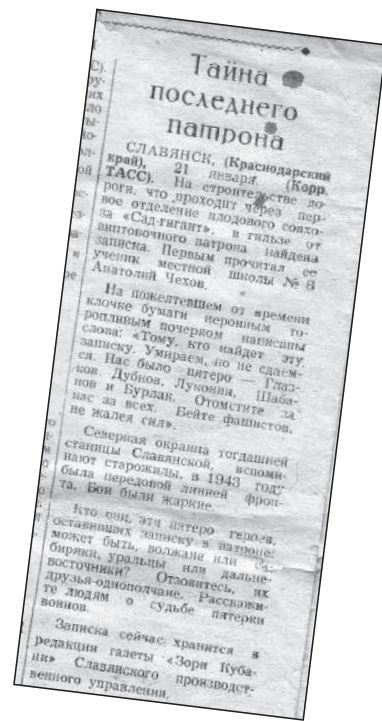 Тайна
последнего
патрона
СЛАВЯНСК, (Краснодарский
край), 21 января. (Корр.
ТАСС). На строительстве до-
роги, что проходит через пер-
вое отделение плодового совхо-
за «Сад-гигант», в гильзе от
винтовочного патрона найдена
записка. Первым прочитал ее
ученик местной школы № 8
Анатолий Чехов.
На пожелтевшем от времени
клочке бумаги неровным то-
ропливым почерком написаны
слова: «Тому, кто найдет эту
записку. Умираем, но не сдаем-
ся. Нас было пятеро — Глаз-
ков, Дубков, Луконин, Шаба-
нов и Бурлак. Отомстите за
нас за всех. Бейте фашистов,
не жалея сил».
Северная окраина тогдашней
станицы Славянской, вспоми-
нают старожилы, в 1943 году
была передовой линией фрон-
та. Бои были жаркие.
Кто они, эти пятеро героев,
оставивших записку в патроне:
может быть, волжане или си-
биряки, уральцы или дальне-
восточники? Отзовитесь, их
друзья-однополчане. Расскажи-
те людям о судьбе пятерки
воинов.
Записка сейчас хранится в
редакции газеты «Зори Куба-
ни» Славянского производст-
венного управления.